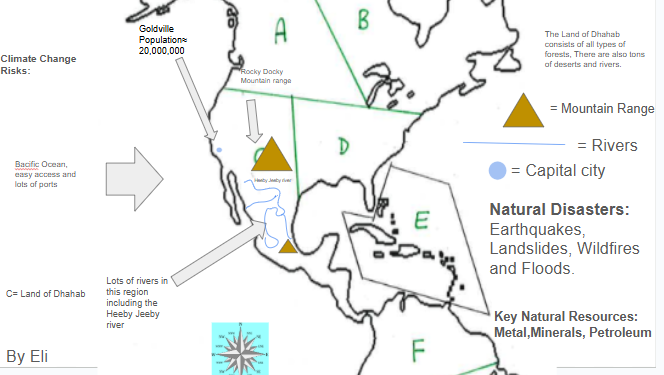 Goldville
Population≈
20,000,000
A
B
The Land of Dhahab
consists of all types of
forests, There are also tons
of deserts and rivers.
Climate Change
Risks:
Rocky Docky
Mountain range
= Mountain Range
= Rivers
= Capital city
D
Bacific Ocean,
easy access and
lots of ports
Heeby Jeeby river
E
Natural Disasters:
Earthquakes,
Landslides, Wildfires
and Floods.
C= Land of Dhahab
Lots of rivers in
this region
including the
Heeby Jeeby
river
Key Natural Resources:
Metal,Minerals, Petroleum
By Eli
F